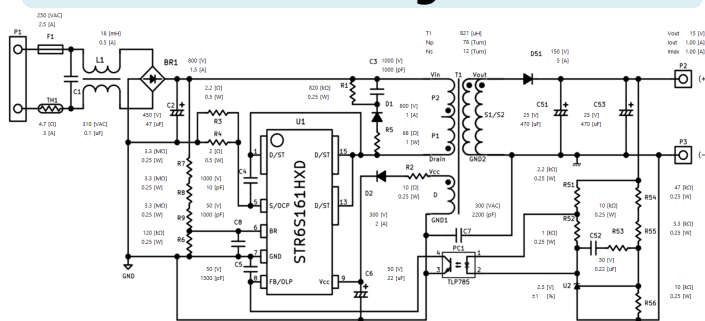 250 [VAC]
2.5 [A]
P1
F1
18 [mH]
0.5 [A]
L1
C1
TH1
4.7 [Ω]
3 [A]
310 [VAC]
0.1 [uF]
BR1
800 [V]
1.5 [A]
C2
450 [V]
47 [uF]
2.2 [Ω]
0.5 [W]
R3
R4
2 [Ω]
0.5 [W]
3.3 [MΩ]
0.25 [W]
R7
3.3 [MΩ]
0.25 [W]
R8
3.3 [MΩ]
0.25 [W]
R9
120 [kΩ]
0.25 [W]
R6
GND
C4
1000 [V]
10 [pF]
50 [V]
1000 [pF]
C8
C5
50 [V]
1500 [pF]
U1
STR6S161HXD
1
D/ST
5
S/OCP
6
BR
7
GND
8
FB/OLP
D/ST
15
D/ST
13
Vcc
9
C3
1000 [V]
1000 [pF]
820 [kΩ]
0.25 [W]
R1
D1
800 [V]
1 [A]
R5
68 [Ω]
1 [W]
D2
300 [V]
2 [A]
R2
10 [Ω]
0.25 [W]
C6
50 [V]
22 [uF]
T1
821 [uH]
Np
78 [Turn]
Ns
12 [Turn]
Vin
T1
Vout
P2
P1
S1/S2
Drain
GND2
Vcc
D
GND1
300 [VAC]
2200 [pF]
C7
PC1
4
1
3
2
TLP785
D51
150 [V]
5 [A]
C51
25 [V]
470 [uF]
C53
25 [V]
470 [uF]
Vout 15 [V]
Iout 1.00 [A]
Imax 1.00 [A]
P2
(+
P3
(-
2.2 [kΩ]
0.25 [W]
R51
R52
1 [kΩ]
0.25 [W]
10 [kΩ]
0.25 [W]
C52
R53
50 [V]
0.22 [uF]
U2
2.5 [V]
±1 [%]
R54
47 [kΩ]
0.25 [W]
R55
3.3 [kΩ]
0.25 [W]
R56
10 [kΩ]
0.25 [W]